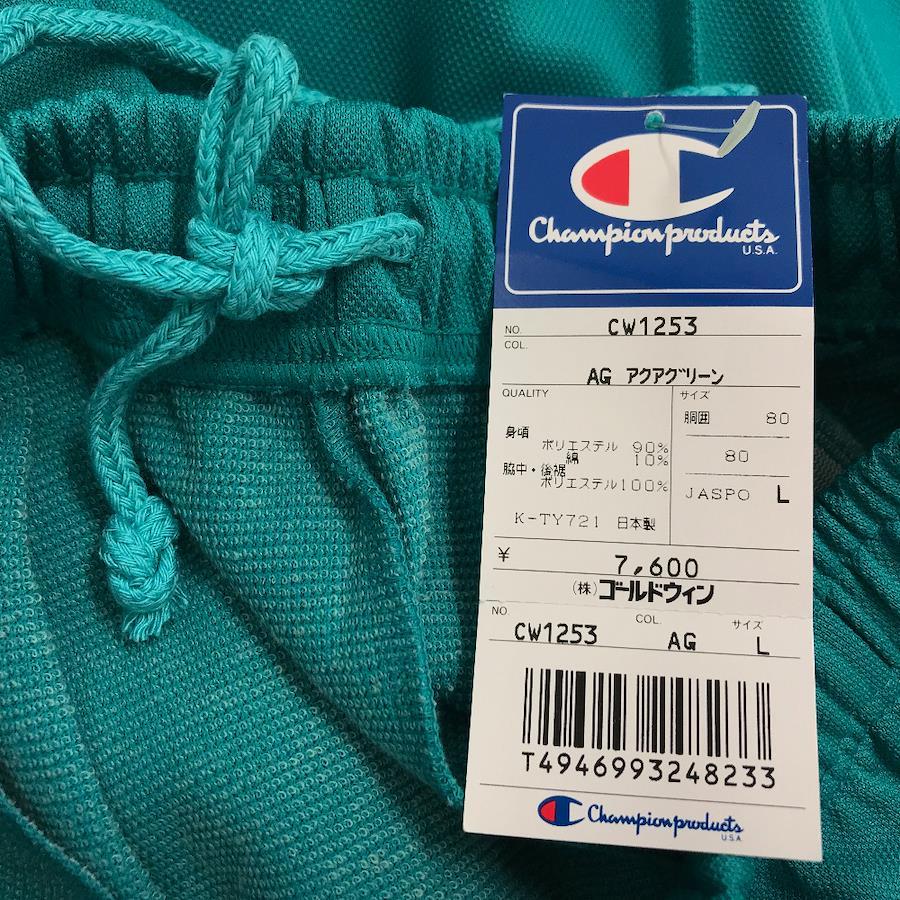 Championproducts
U.S.A.
NO. CW1253
COL.
AG アクアグリーン
QUALITY
身頃
ポリエステル 90%
綿 10%
脇中・後裾
ポリエステル100%
K-TY721 日本製
サイズ
胴囲 80
80
JASPO L
¥ 7,600
(株)ゴールドウィン
NO. CW1253 COL. AG サイズ L
T4946993248233
Championproducts
U.S.A.